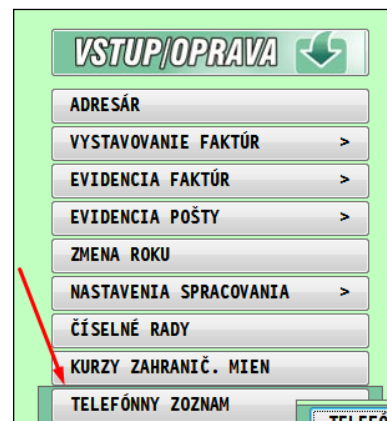 VSTUP/OPRAVA
ADRESÁR
VYSTAVOVANIE FAKTÚR >
EVIDENCIA FAKTÚR >
EVIDENCIA POŠTY >
ZMENA ROKU
NASTAVENIA SPRACOVANIA >
ČÍSELNÉ RADY
KURZY ZAHRANIČ. MIEN
TELEFÓNNY ZOZNAM